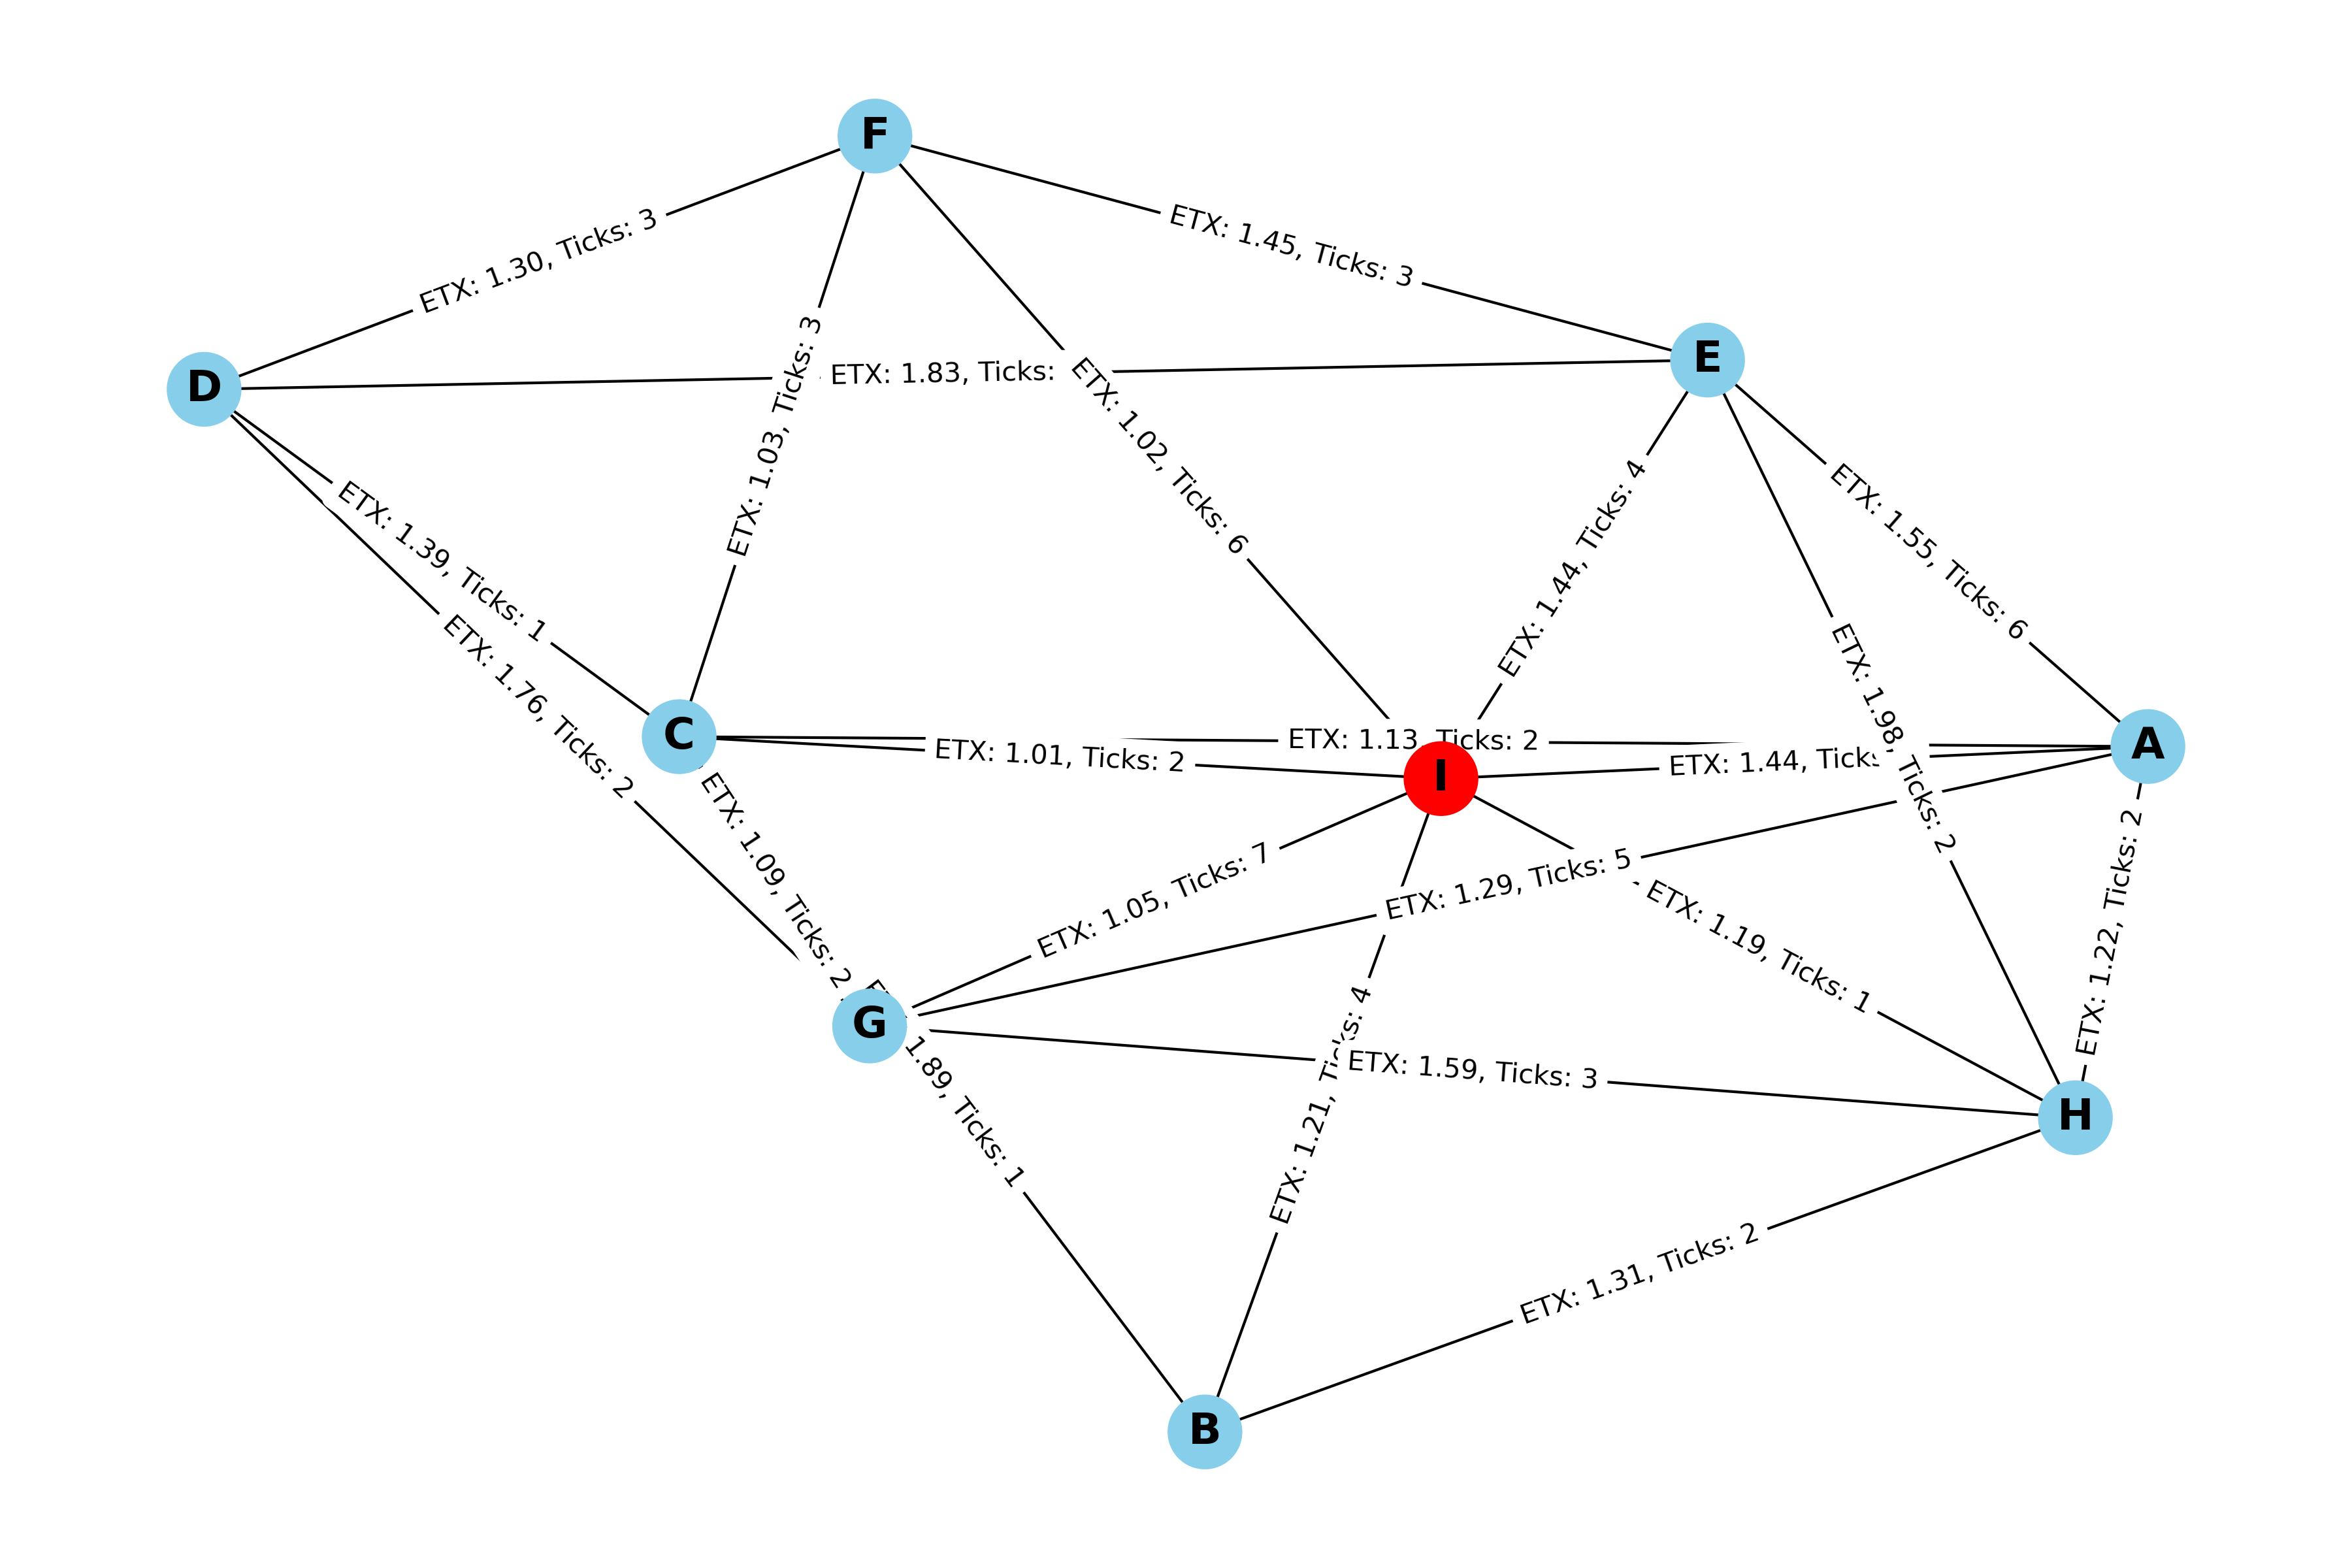 F
ETX: 1.30, Ticks: 3
ETX: 1.45, Ticks: 3
E
D
ETX: 1.83, Ticks:
ETX: 1.03, Ticks: 3
ETX: 1.02, Ticks: 6
ETX: 1.44, Ticks: 4
ETX: 1.55, Ticks: 6
ETX: 1.39, Ticks: 1
ETX: 1.76, Ticks: 2
ETX: 1.98, Ticks: 2
C
ETX: 1.13, Ticks: 2
A
ETX: 1.01, Ticks: 2
I
ETX: 1.44,
ETX: 1.09, Ticks: 2
ETX: 1.05, Ticks: 7
ETX: 1.29, Ticks: 5
ETX: 1.19, Ticks: 1
ETX: 1.22, Ticks: 2
G
1.89, Ticks: 1
ETX: 1.21, Ticks: 4
ETX: 1.59, Ticks: 3
H
ETX: 1.31, Ticks: 2
B